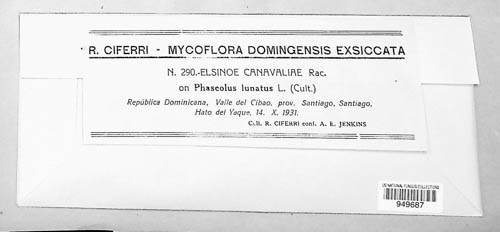 R. CIFERRI - MYCOFLORA DOMINGENSIS EXSICCATA
N. 290.-ELSINOE CANAVALIAE Rac.
on Phaseolus lunatus L. (Cult.)
República Dominicana, Valle del Cibao. prov. Santiago, Santiago,
Hato del Yaque, 14. X. 1931.
Coll. R. CIFERRI conf. A. E. JENKINS
US NATIONAL FUNGUS COLLECTIONS
949687